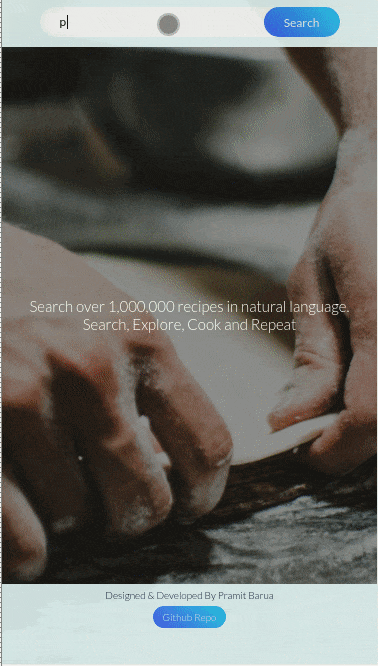 p
Search
Search over 1,000,000 recipes in natural language.
Search, Explore, Cook and Repeat
Designed & Developed By Pramit Barua
Github Repo